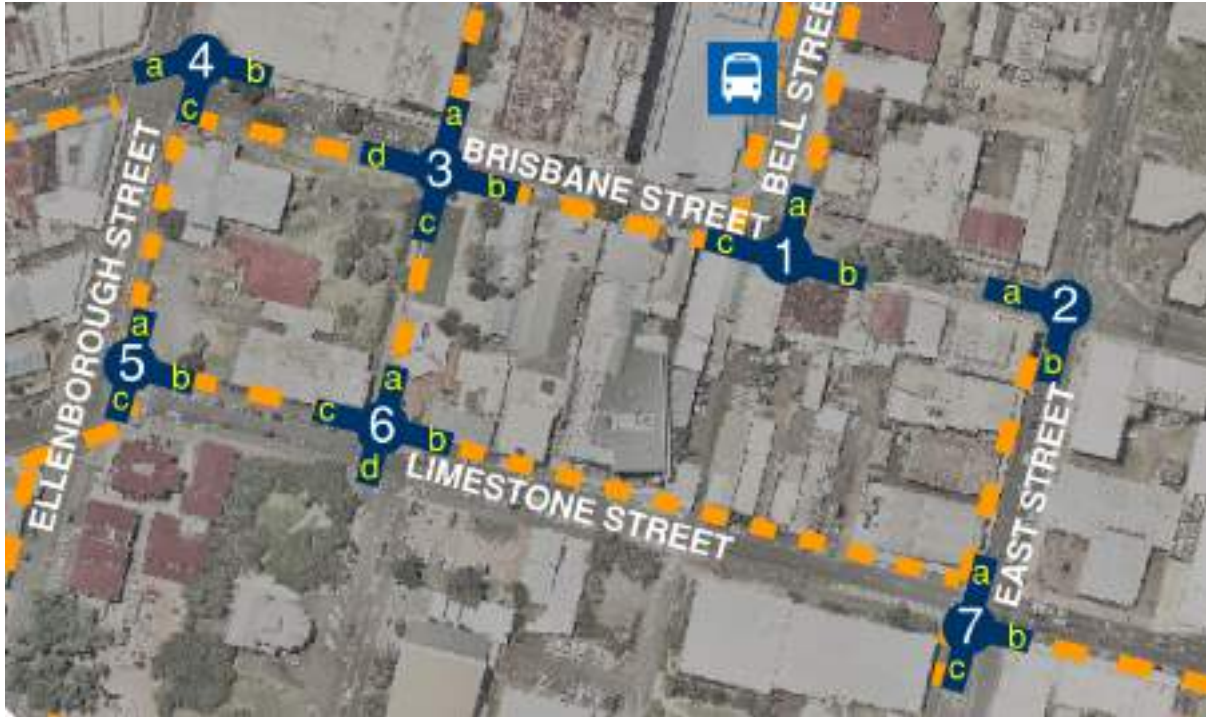 4
a
b
c
BELL STREE
a
BRISBANE STREET
3
d
b
c
a
1
c
b
a
2
b
ELLENBOROUGH STREET
a
5
b
c
a
6
c
b
d
LIMESTONE STREET
EAST STREET
a
7
b
c